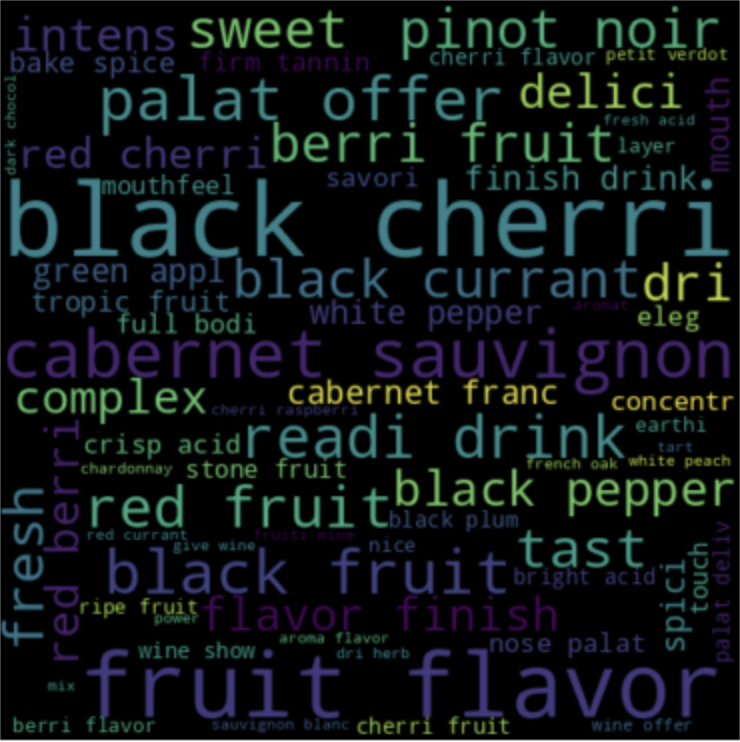 intens
sweet
pinot noir
bake spice
firm tannin
cherri flavor
petit verdot
dark chocol
palat offer
delici
mouth
fresh acid
red cherri
berri fruit
layer
mouthfeel
savori
finish drink
black cherri
green appl
black currant
dri
tropic fruit
white pepper
aromat
full bodi
eleg
cabernet sauvignon
complex
cabernet franc
concentr
cherri raspberri
earthi
red berri
crisp acid
readi drink
tart
chardonnay
stone fruit
french oak
white peach
fresh
red fruit
black pepper
black plum
red currant
fruiti wine
give wine
nice
tast
black fruit
bright acid
spici
touch
palat deliv
ripe fruit
power
flavor finish
aroma flavor
wine show
dri herb
nose palat
mix
fruit flavor
berri flavor
sauvignon blanc
cherri fruit
wine offer